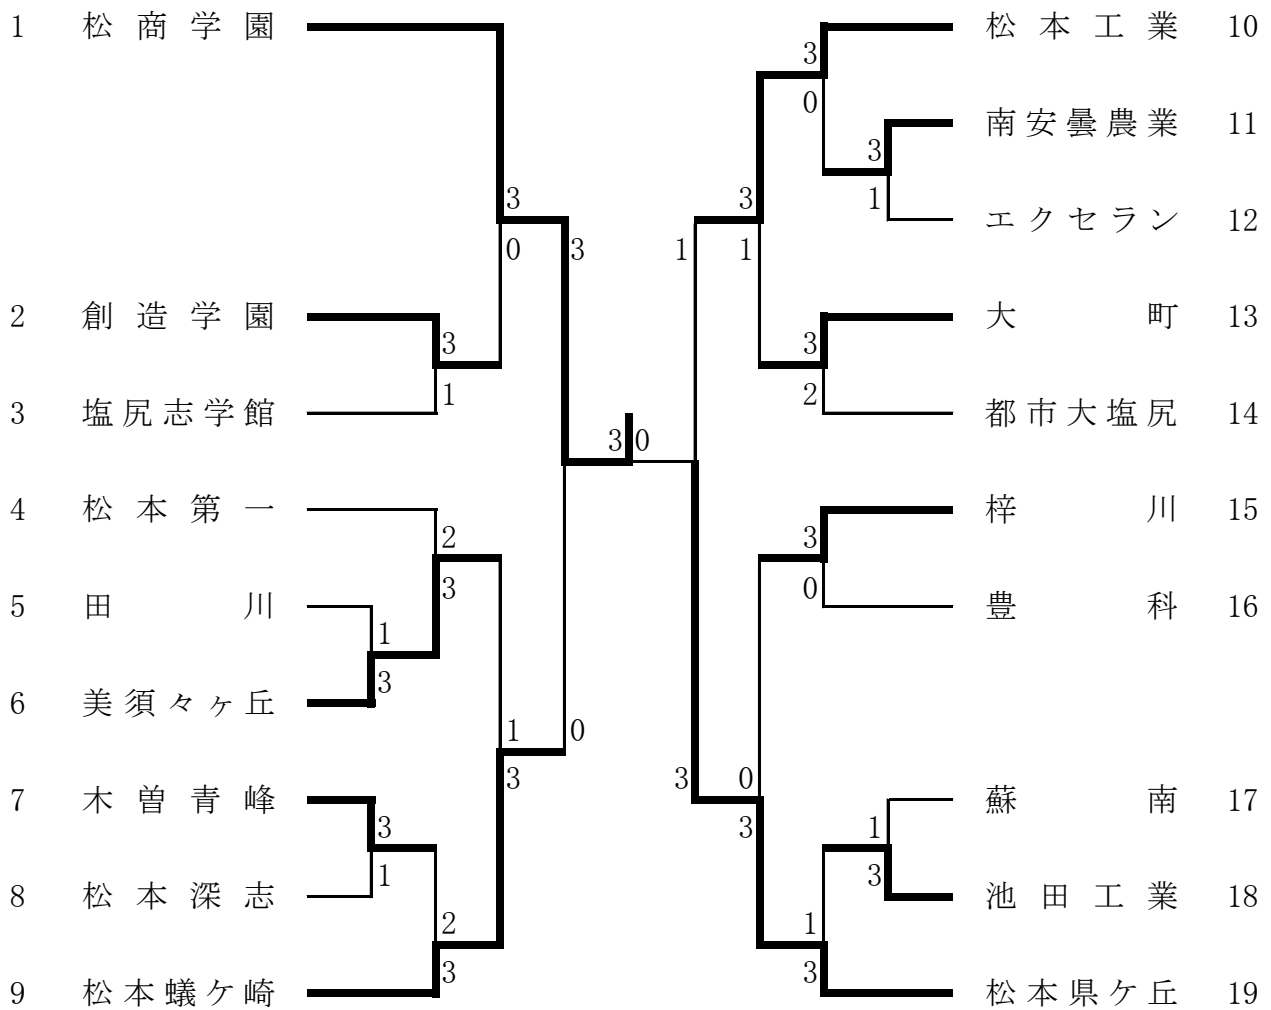 1 松商学園
2 創造学園
3 塩尻志学館
4 松本第一
5 田川
6 美須々ヶ丘
7 木曽青峰
8 松本深志
9 松本蟻ケ崎
3
0
3
1
2
3
1
3
3
1
2
3
1
3
3
0
3 0
1
3
3
1
0
3
3
0
3
1
3
2
3
0
1
3
1
3
松本工業 10
南安曇農業 11
エクセラン 12
大町 13
都市大塩尻 14
梓川 15
豊科 16
蘇南 17
池田工業 18
松本県ケ丘 19